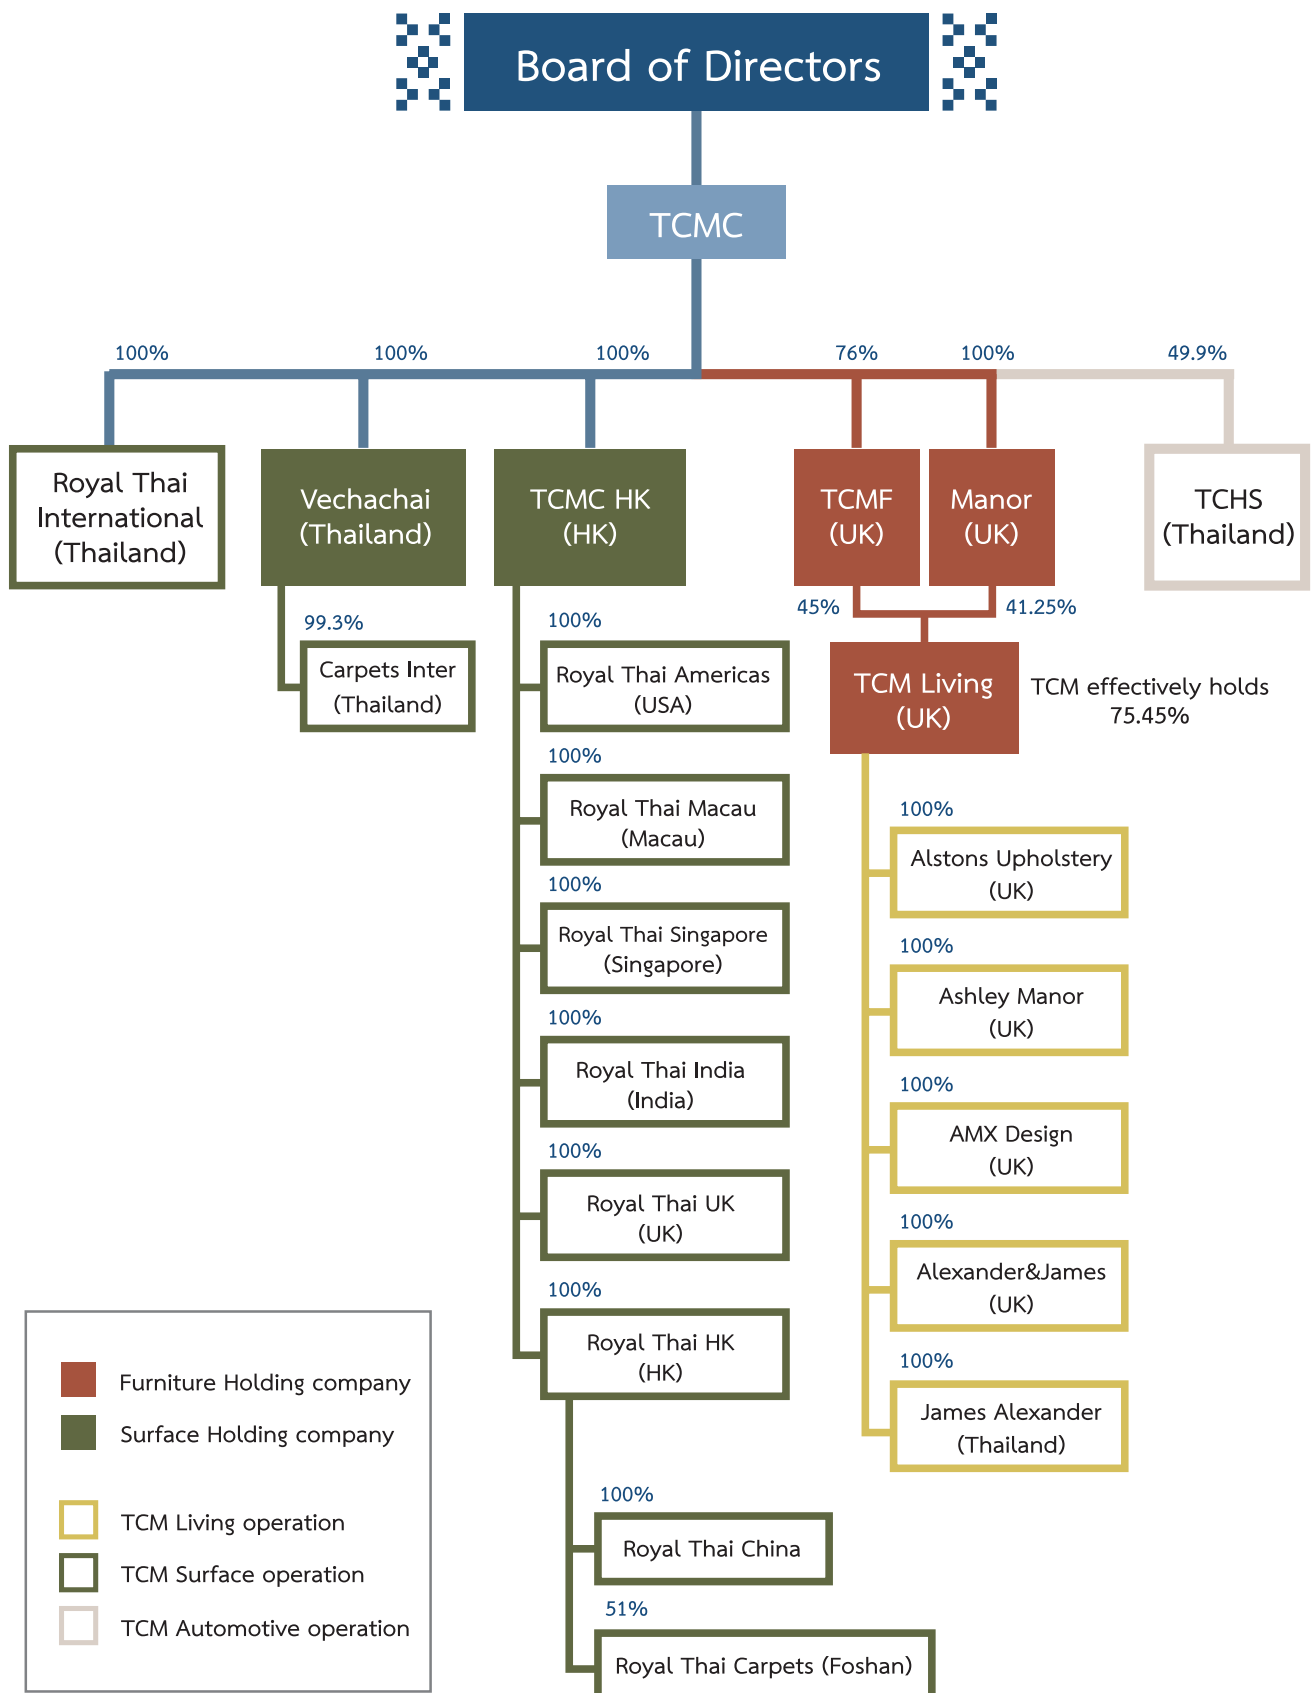 Board of Directors
TCMC
100%
100%
100%
76%
100%
49.9%
Royal Thai
International
(Thailand)
Vechachai
(Thailand)
TCMC HK
(HK)
TCMF
(UK)
Manor
(UK)
TCHS
(Thailand)
99.3%
Carpets Inter
(Thailand)
100%
Royal Thai Americas
(USA)
100%
Royal Thai Macau
(Macau)
100%
Royal Thai Singapore
(Singapore)
100%
Royal Thai India
(India)
100%
Royal Thai UK
(UK)
100%
Royal Thai HK
(HK)
100%
Royal Thai China
51%
Royal Thai Carpets (Foshan)
45%
41.25%
TCM Living
(UK)
TCM effectively holds
75.45%
100%
Alstons Upholstery
(UK)
100%
Ashley Manor
(UK)
100%
AMX Design
(UK)
100%
Alexander&James
(UK)
100%
James Alexander
(Thailand)
Furniture Holding company
Surface Holding company
TCM Living operation
TCM Surface operation
TCM Automotive operation